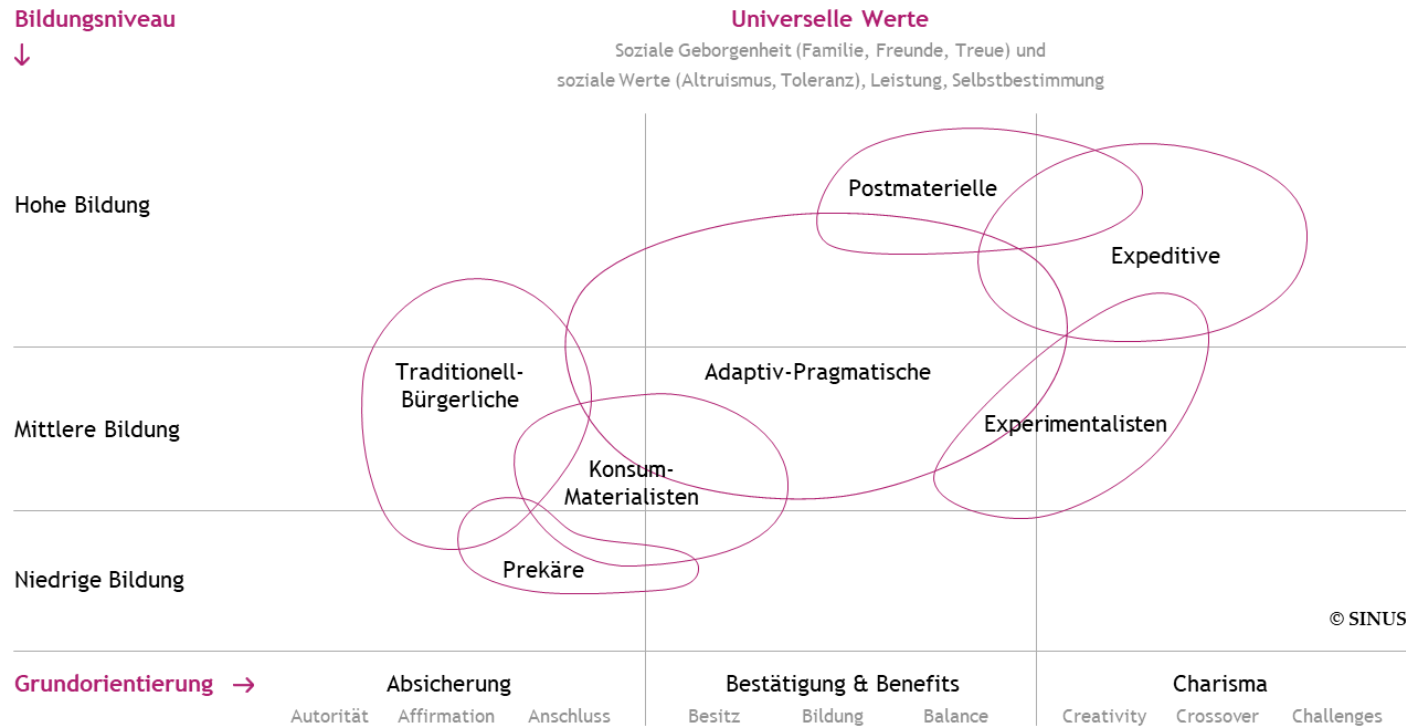 Bildungsniveau
↓
Universelle Werte
Soziale Geborgenheit (Familie, Freunde, Treue) und
soziale Werte (Altruismus, Toleranz), Leistung, Selbstbestimmung
Hohe Bildung
Postmaterielle
Expeditive
Traditionell-
Bürgerliche
Adaptiv-Pragmatische
Mittlere Bildung
Experimentalisten
Konsum-
Materialisten
Niedrige Bildung
Prekäre
© SINUS
Grundorientierung →
Absicherung
Bestätigung & Benefits
Charisma
Autorität Affirmation Anschluss Besitz Bildung Balance Creativity Crossover Challenges